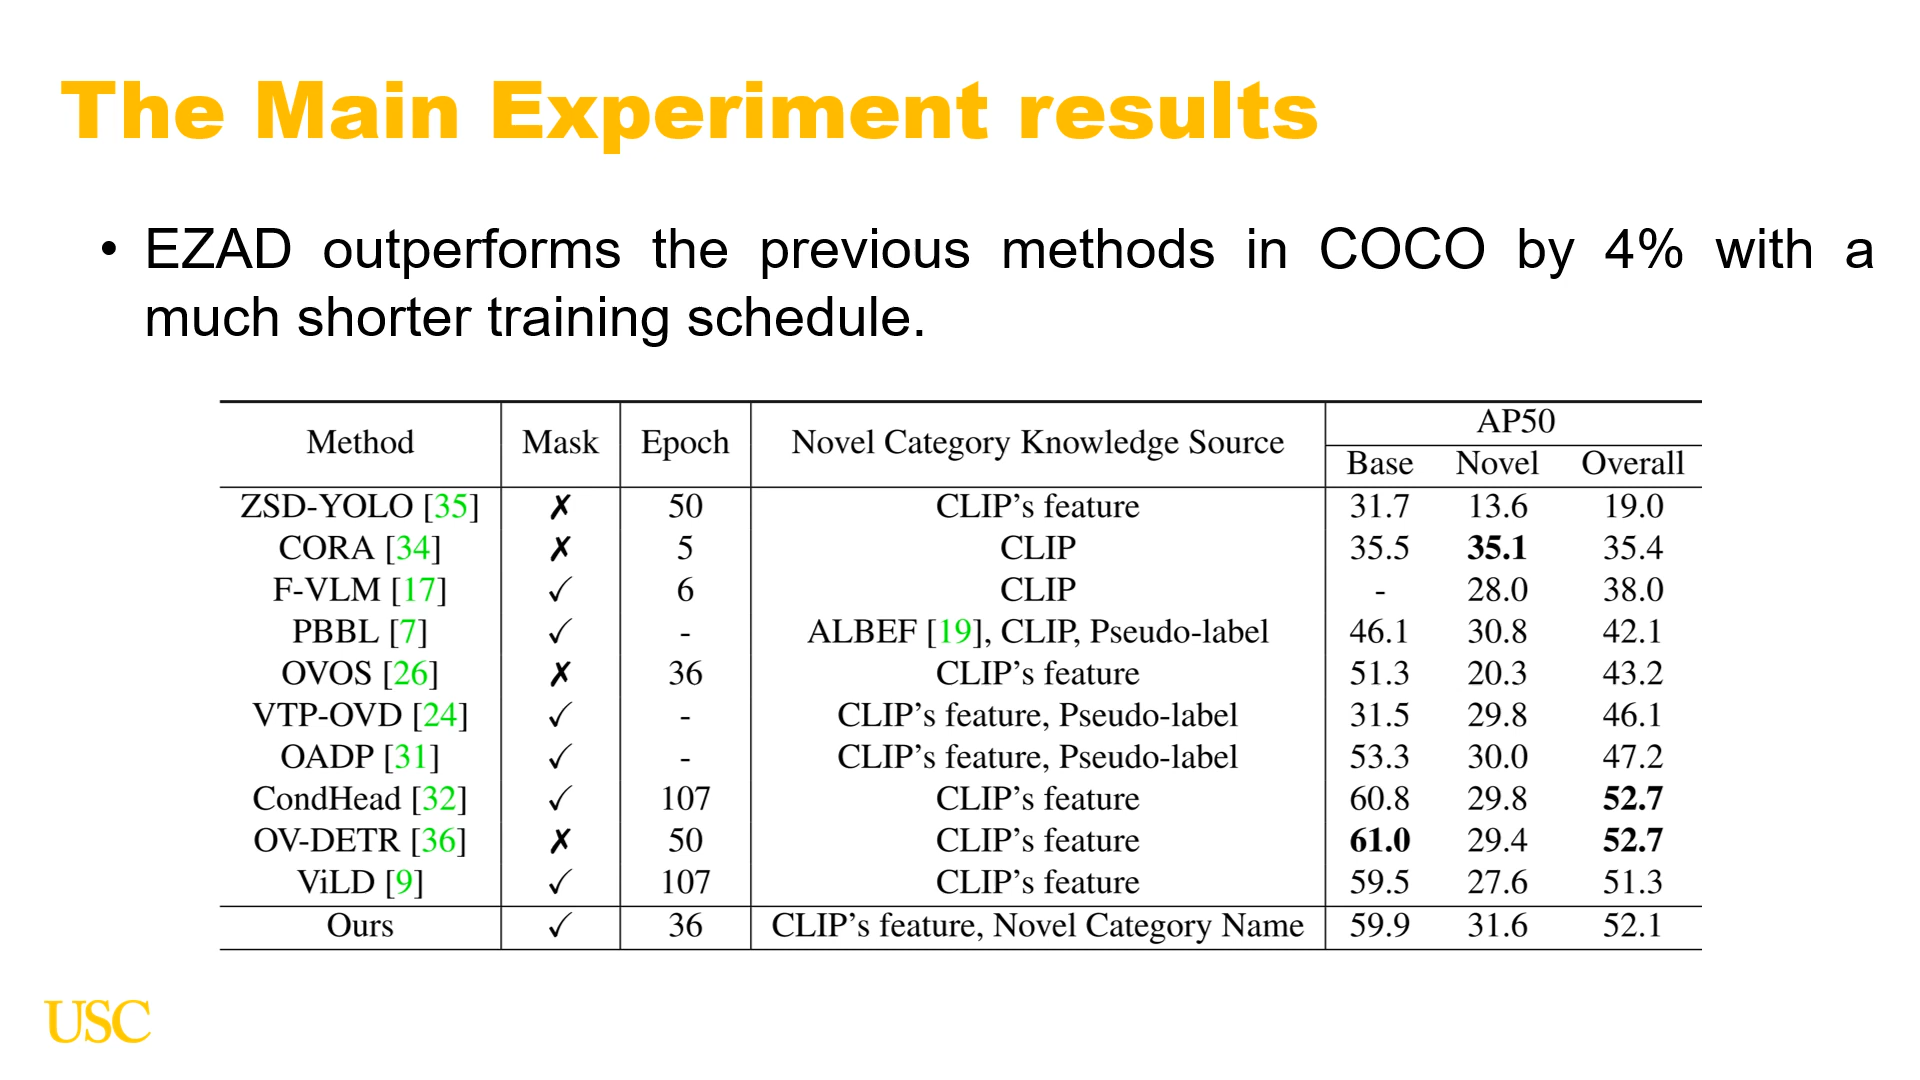 The Main Experiment results
• EZAD outperforms the previous methods in COCO by 4% with a
much shorter training schedule.
Method Mask Epoch Novel Category Knowledge Source AP50
Base Novel Overall
ZSD-YOLO [35] ✗ 50 CLIP’s feature 31.7 13.6 19.0
CORA [34] ✗ 5 CLIP 35.5 35.1 35.4
F-VLM [17] ✓ 6 CLIP - 28.0 38.0
PBBL [7] ✓ - ALBEF [19], CLIP, Pseudo-label 46.1 30.8 42.1
OVOS [26] ✗ 36 CLIP’s feature 51.3 20.3 43.2
VTP-OVD [24] ✓ - CLIP’s feature, Pseudo-label 31.5 29.8 46.1
OADP [31] ✓ - CLIP’s feature, Pseudo-label 53.3 30.0 47.2
CondHead [32] ✓ 107 CLIP’s feature 60.8 29.8 52.7
OV-DETR [36] ✗ 50 CLIP’s feature 61.0 29.4 52.7
ViLD [9] ✓ 107 CLIP’s feature 59.5 27.6 51.3
Ours ✓ 36 CLIP’s feature, Novel Category Name 59.9 31.6 52.1
USC